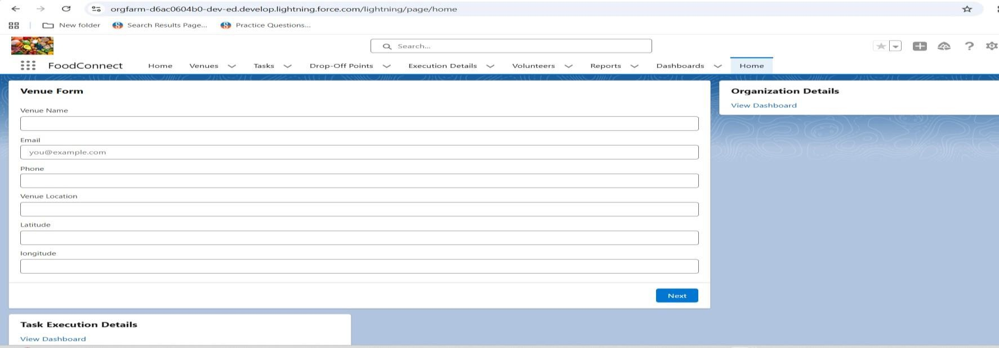 orgfarm-d6ac0604b0-dev-ed.develop.lightning.force.com/lightning/page/home
New folder Search Results Page... Practice Questions...
Search...
FoodConnect Home Venues Tasks Drop-Off Points Execution Details Volunteers Reports Dashboards Home
Venue Form
Organization Details
View Dashboard
Venue Name
Email
you@example.com
Phone
Venue Location
Latitude
longitude
Next
Task Execution Details
View Dashboard